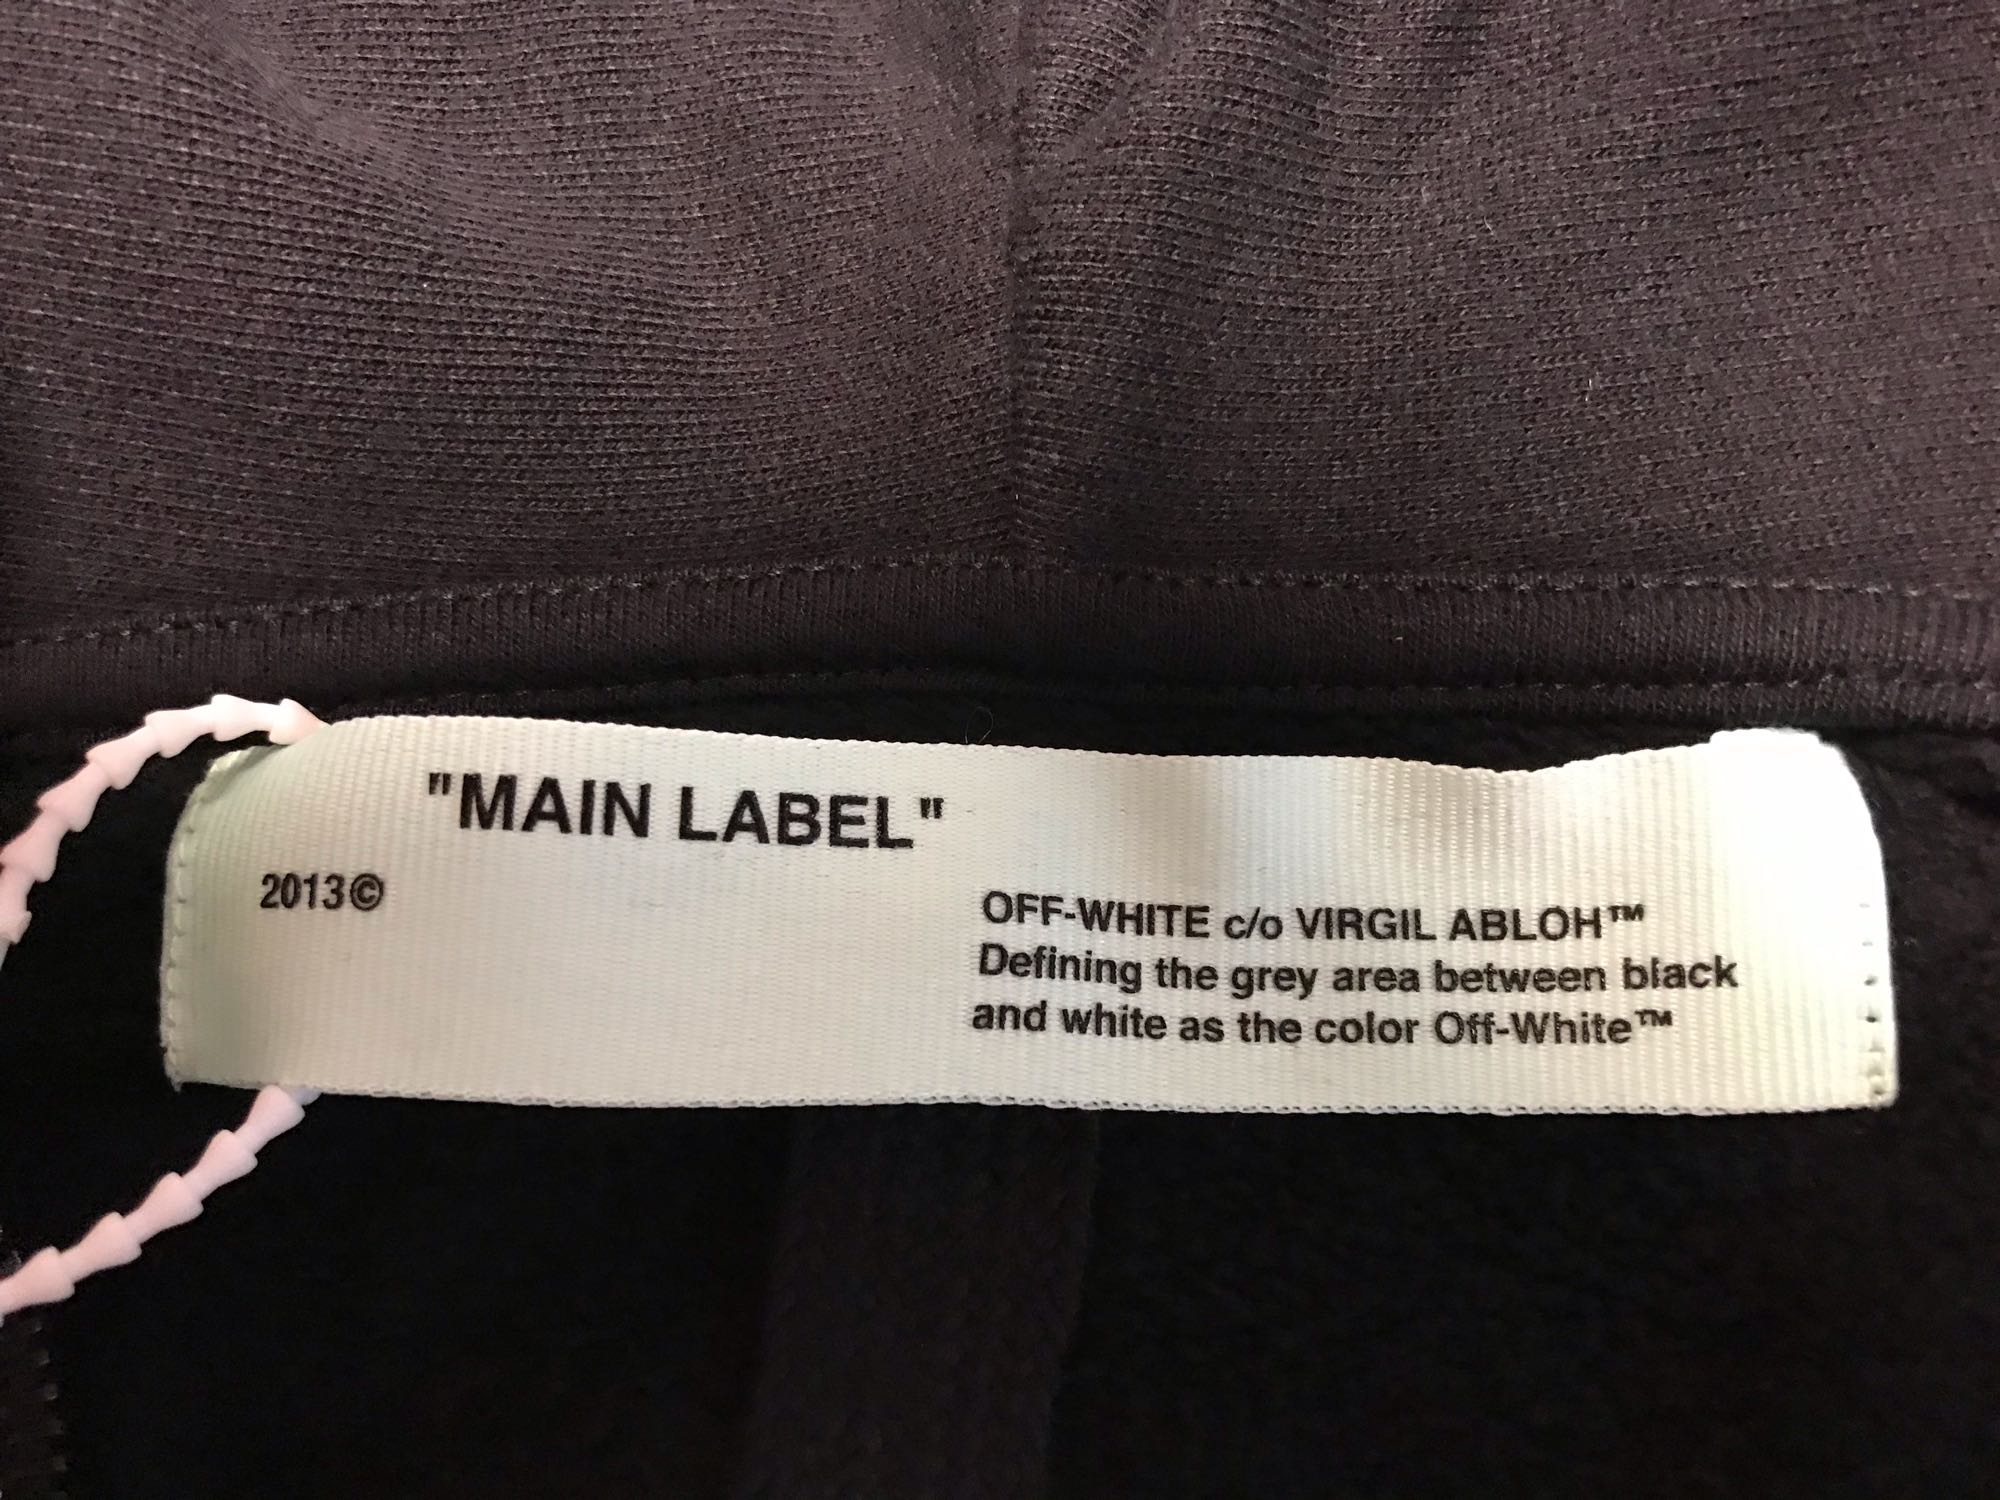 "MAIN LABEL"
2013©
OFF-WHITE c/o VIRGIL ABLOH™
Defining the grey area between black
and white as the color Off-White™